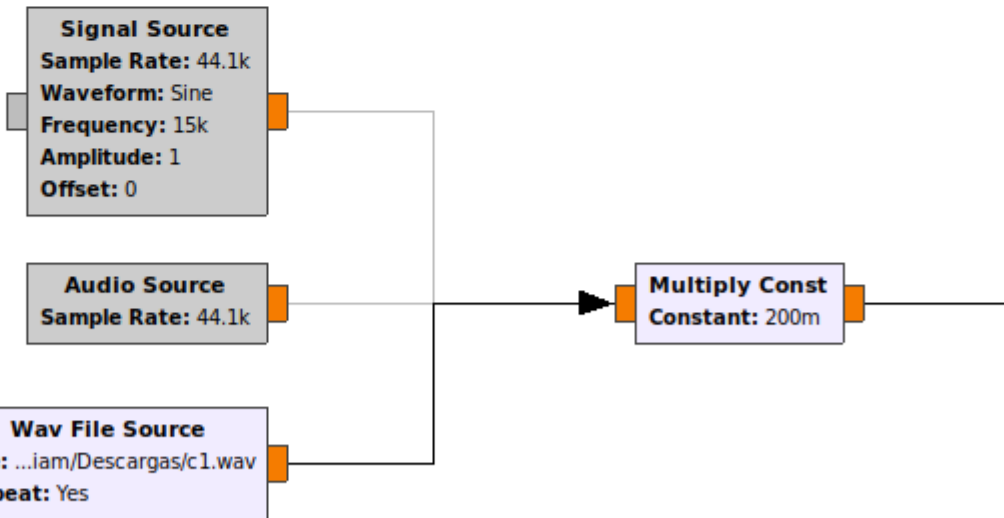 Signal Source
Sample Rate: 44.1k
Waveform: Sine
Frequency: 15k
Amplitude: 1
Offset: 0
Audio Source
Sample Rate: 44.1k
Multiply Const
Constant: 200m
Wav File Source
: ...iam/Descargas/c1.wav
peat: Yes